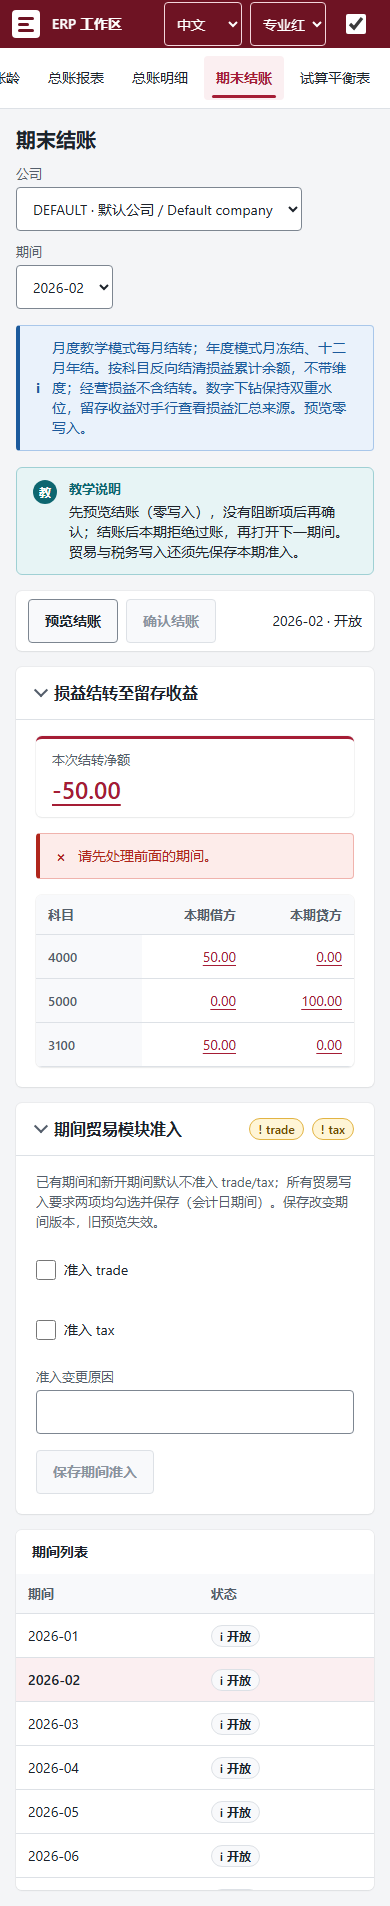 ERP 工作区
中文
专业红
长龄
总账报表
总账明细
期末结账
试算平衡表
期末结账
公司
DEFAULT · 默认公司 / Default company
期间
2026-02
i
月度教学模式每月结转；年度模式月冻结、十二
月年结。按科目反向结清损益累计余额，不带维
度；经营损益不含结转。数字下钻保持双重水
位，留存收益对手行查看损益汇总来源。预览零
写入。
教
教学说明
先预览结账（零写入），没有阻断项后再确
认；结账后本期拒绝过账，再打开下一期间。
贸易与税务写入还须先保存本期准入。
预览结账
确认结账
2026-02 · 开放
损益结转至留存收益
本次结转净额
-50.00
× 请先处理前面的期间。
科目 本期借方 本期贷方
4000 50.00 0.00
5000 0.00 100.00
3100 50.00 0.00
期间贸易模块准入
! trade
! tax
已有期间和新开期间默认不准入 trade/tax；所有贸易写
入要求两项均勾选并保存（会计日期间）。保存改变期
间版本，旧预览失效。
准入 trade
准入 tax
准入变更原因
保存期间准入
期间列表
期间 状态
2026-01 i 开放
2026-02 i 开放
2026-03 i 开放
2026-04 i 开放
2026-05 i 开放
2026-06 i 开放